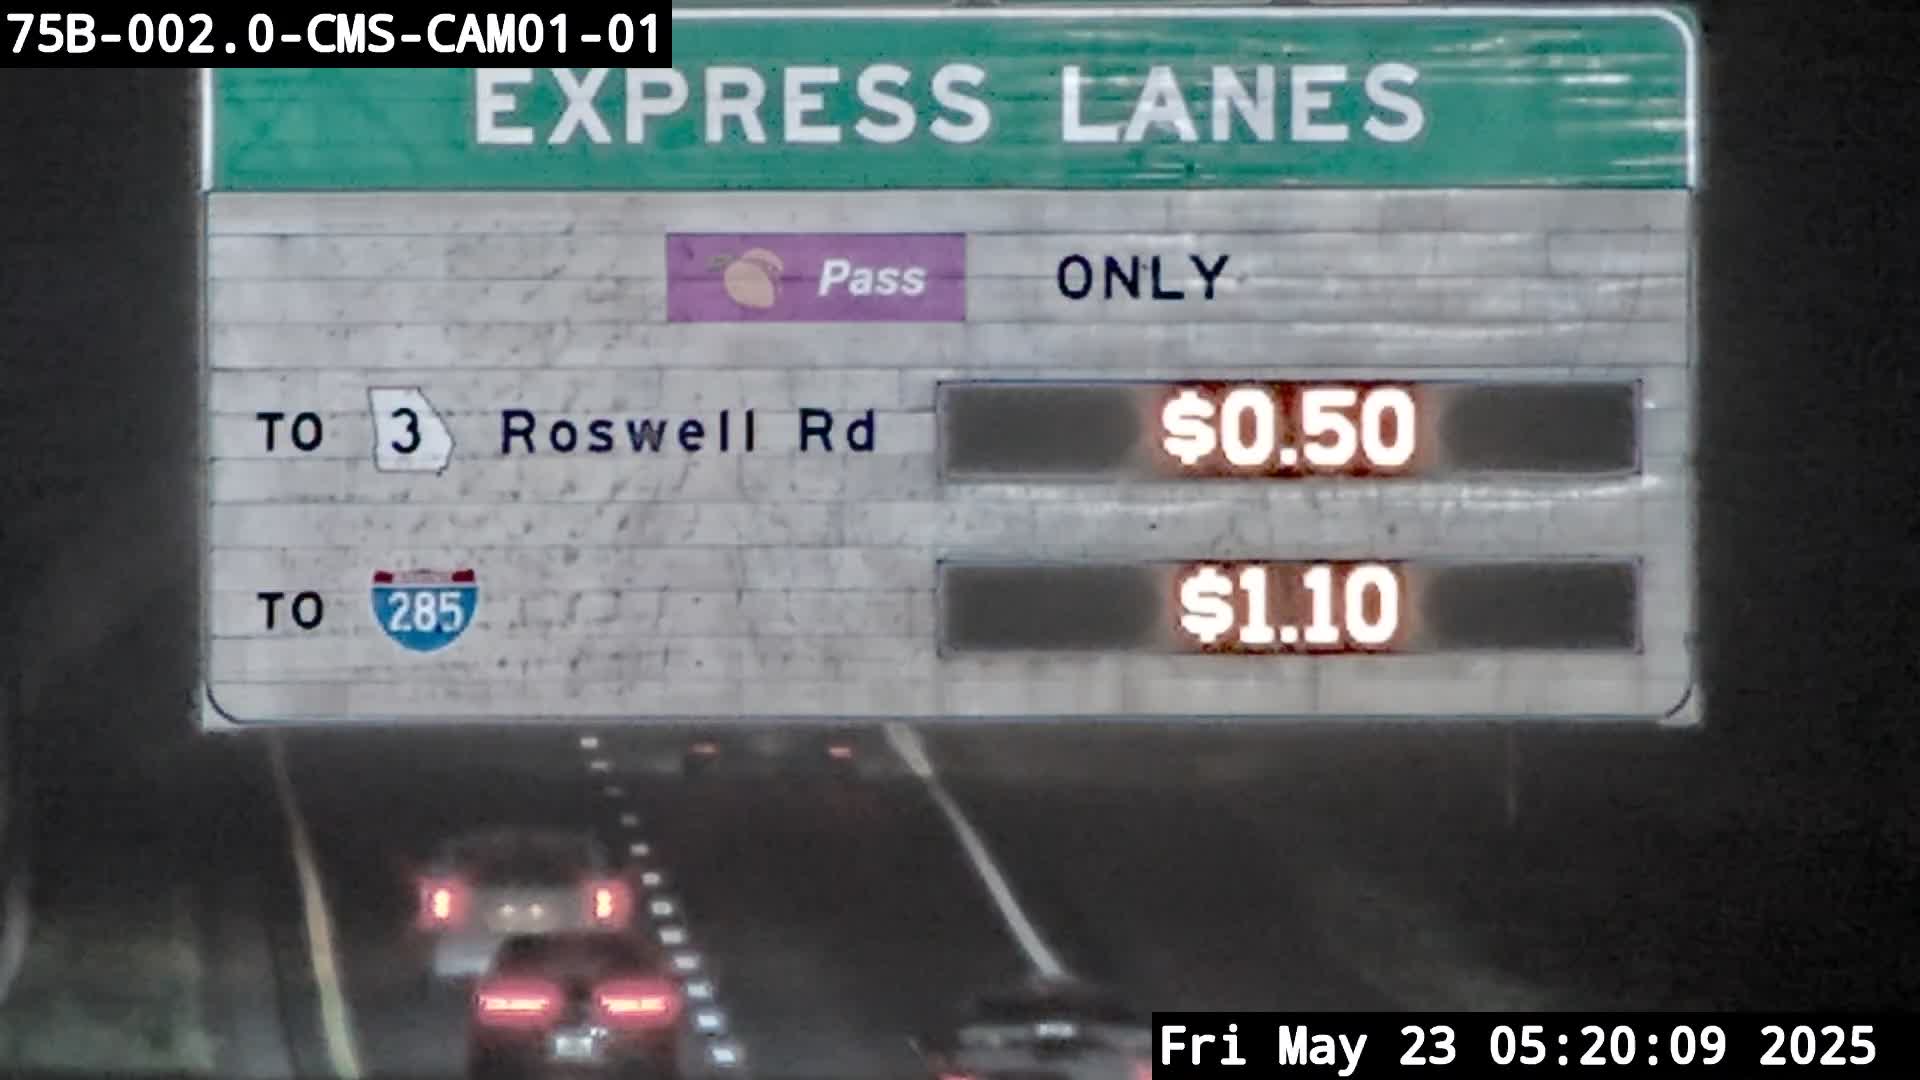 75B-002.0-CMS-CAM01-01
EXPRESS LANES
Pass ONLY
TO 3 Roswell Rd $0.50
TO 285 $1.10
Fri May 23 05:20:09 2025